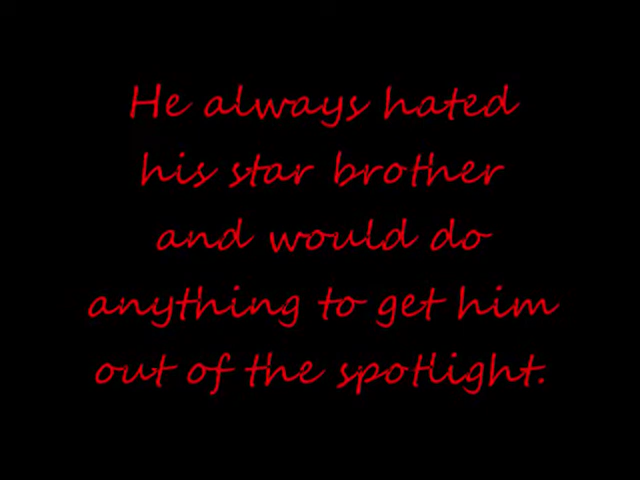 He always hated
his star brother
and would do
anything to get him
out of the spotlight.